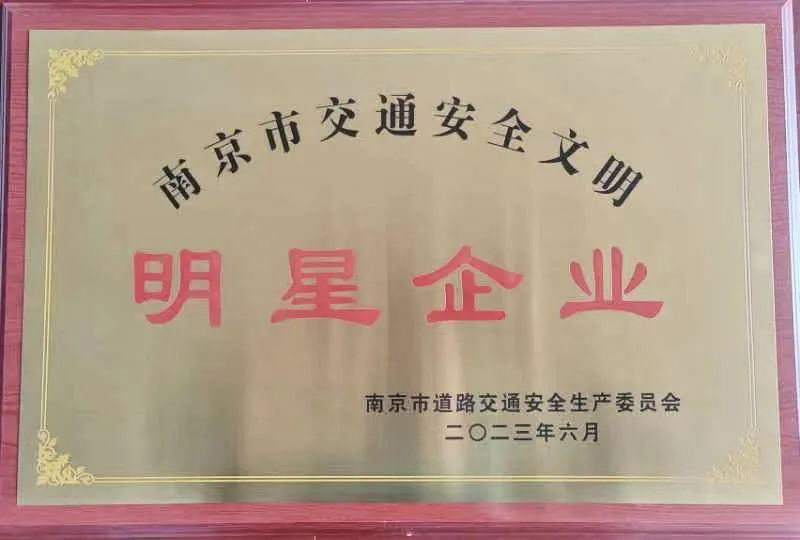 南京市交通安全文明
明星企业
南京市道路交通安全生产委员会
二〇二三年六月